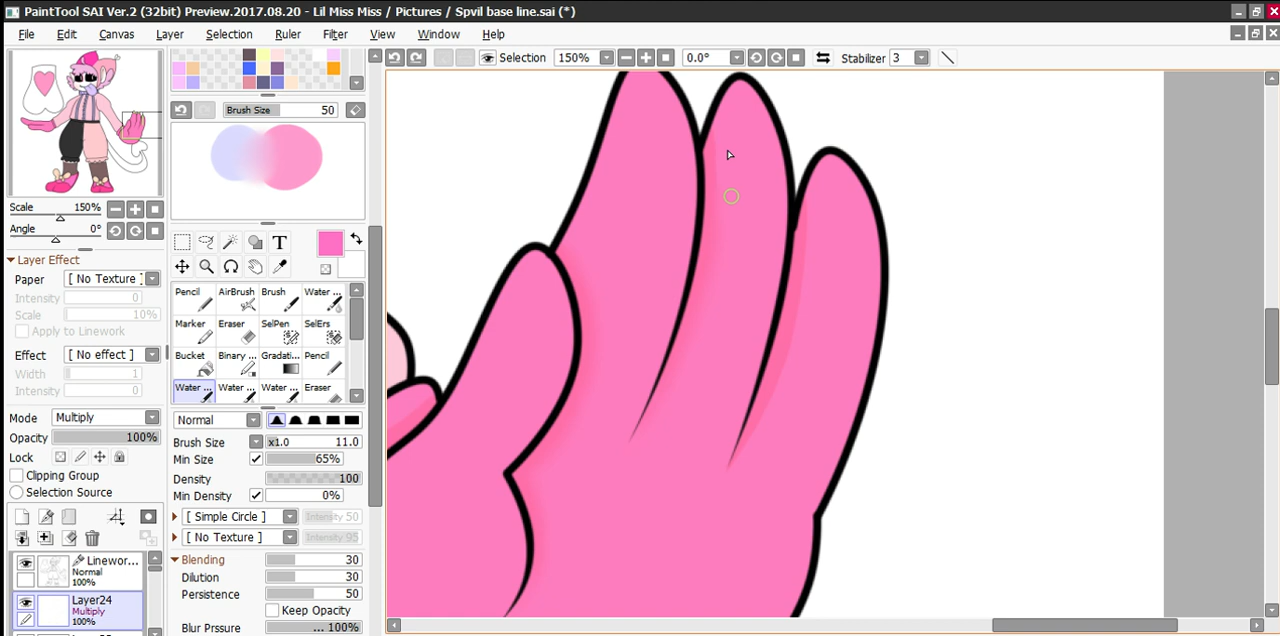 PaintTool SAI Ver.2 (32bit) Preview.2017.08.20 - Lil Miss Miss / Pictures / Spvil base line.sai (*)
File Edit Canvas Layer Selection Ruler Filter View Window Help
Selection 150% 0.0° Stabilizer 3
Brush Size 50
Scale 150%
Angle 0°
Layer Effect
Paper [ No Texture ]
Intensity 0
Scale 10%
Apply to Linework
Effect [ No effect ]
Width 1
Intensity 0
Mode Multiply
Opacity 100%
Lock
Clipping Group
Selection Source
Linewor...
Normal
100%
Layer24
Multiply
100%
T
Pencil AirBrush Brush Water ...
Marker Eraser SelPen SelErs
Bucket Binary ... Gradati... Pencil
Water ... Water ... Water ... Eraser
Normal
Brush Size x1.0 11.0
Min Size 65%
Density 100
Min Density 0%
[ Simple Circle ] Intensity 50
[ No Texture ] Intensity 95
Blending 30
Dilution 30
Persistence 50
Keep Opacity
Blur Prssure ... 100%